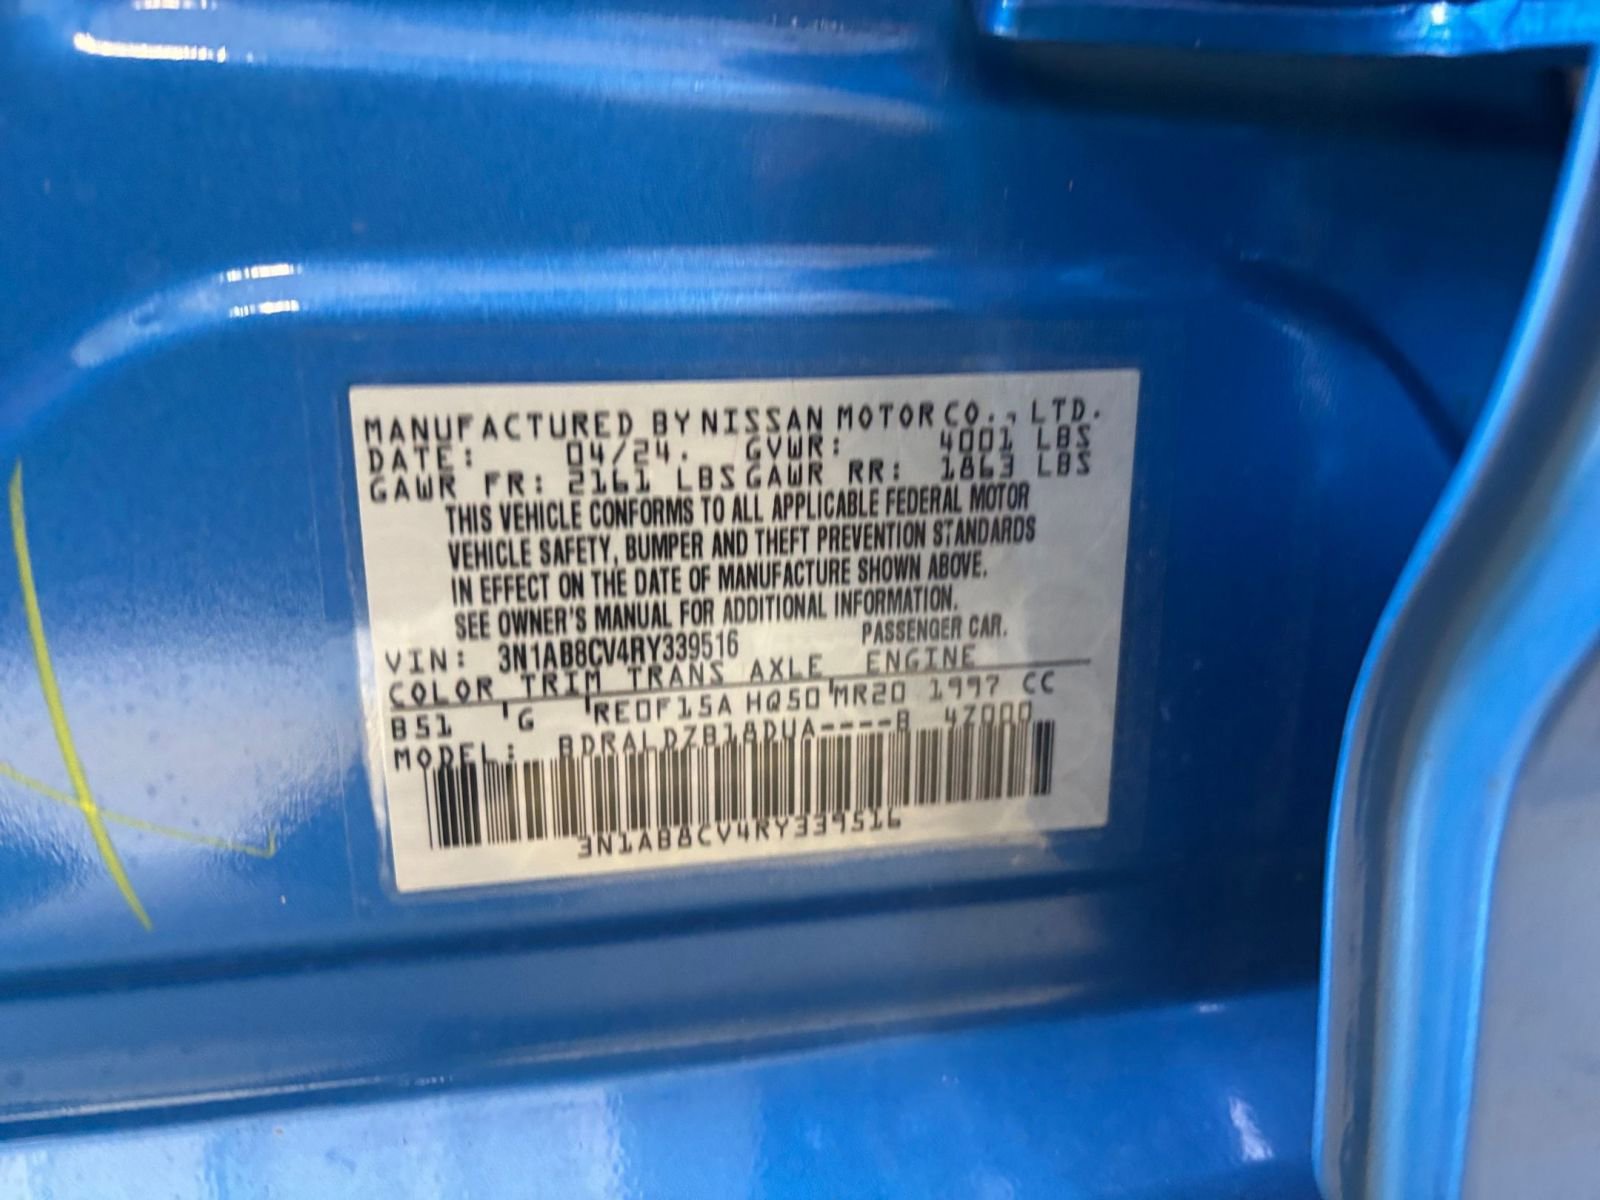 MANUFACTURED BY NISSAN MOTOR CO., LTD.
DATE: 04/24. GVWR: 4001 LBS
GAWR FR: 2161 LBS GAWR RR: 1863 LBS
THIS VEHICLE CONFORMS TO ALL APPLICABLE FEDERAL MOTOR
VEHICLE SAFETY, BUMPER AND THEFT PREVENTION STANDARDS
IN EFFECT ON THE DATE OF MANUFACTURE SHOWN ABOVE.
SEE OWNER'S MANUAL FOR ADDITIONAL INFORMATION.
VIN: 3N1AB8CV4RY339516 PASSENGER CAR.
COLOR TRIM TRANS AXLE ENGINE
B51 G RE0F15A HQ50 MR20 1997 CC
MODEL: BDRALDZB18DUA----B 4Z000
3N1AB8CV4RY339516